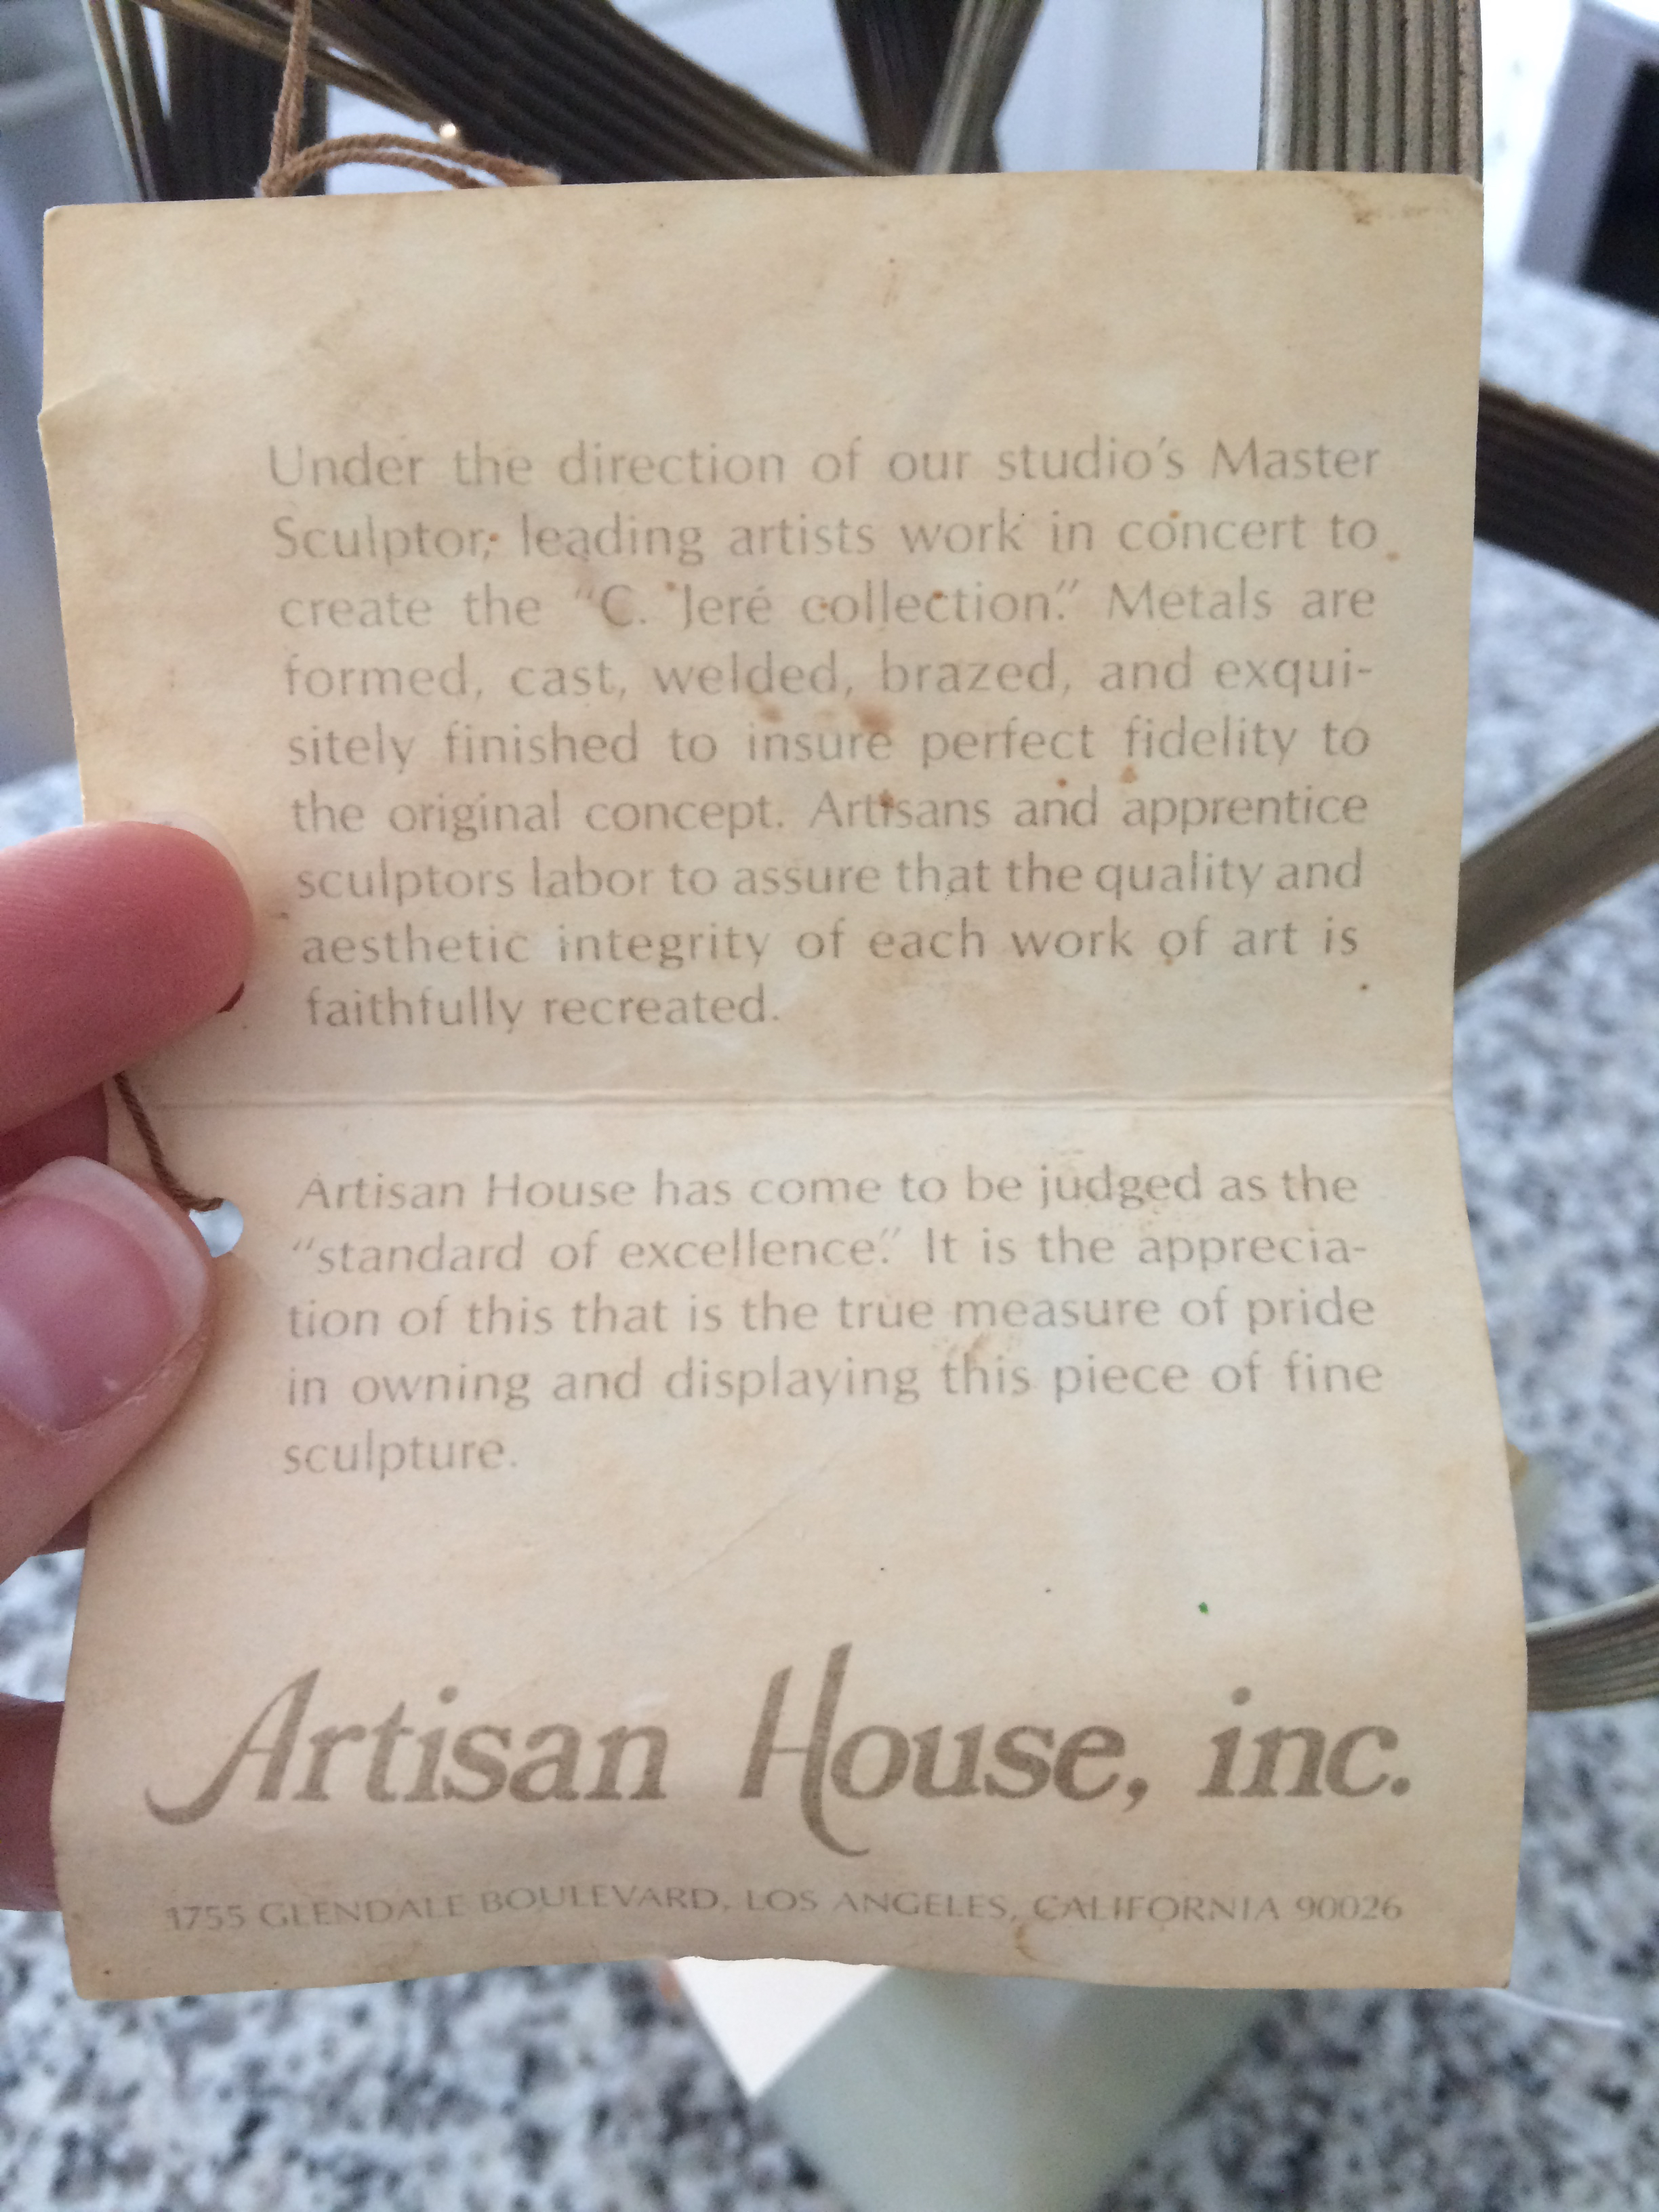 Under the direction of our studio's Master
Sculptor, leading artists work in concert to
create the "C. Jeré collection." Metals are
formed, cast, welded, brazed, and exqui-
sitely finished to insure perfect fidelity to
the original concept. Artisans and apprentice
sculptors labor to assure that the quality and
aesthetic integrity of each work of art is
faithfully recreated.
Artisan House has come to be judged as the
"standard of excellence." It is the apprecia-
tion of this that is the true measure of pride
in owning and displaying this piece of fine
sculpture.
Artisan House, inc.
1755 GLENDALE BOULEVARD, LOS ANGELES, CALIFORNIA 90026